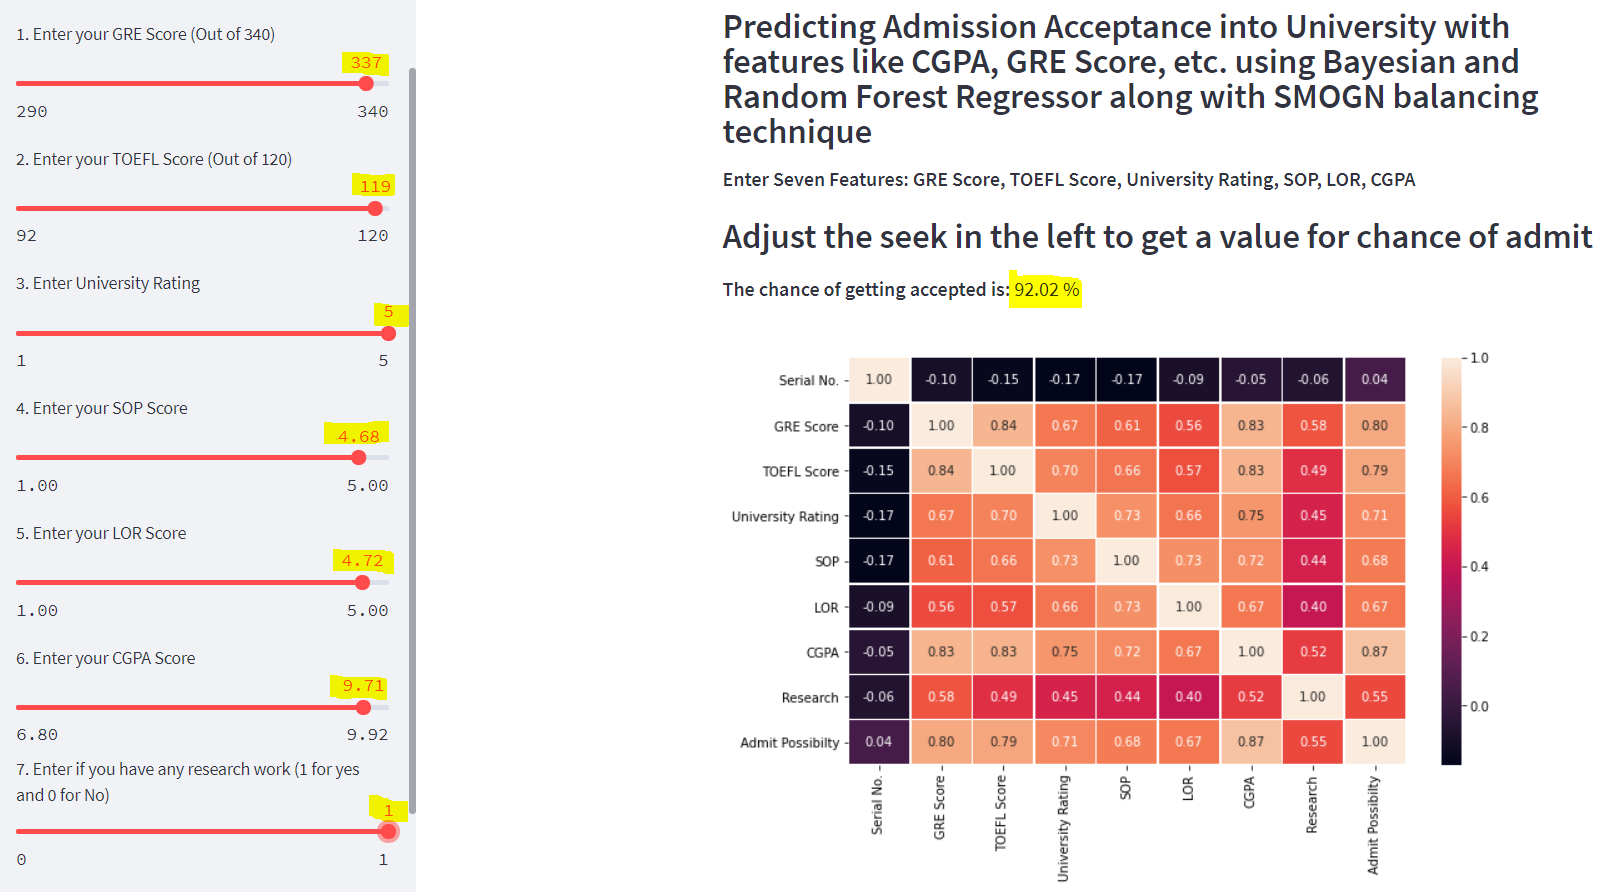 1. Enter your GRE Score (Out of 340)
337
290 340
2. Enter your TOEFL Score (Out of 120)
119
92 120
3. Enter University Rating
5
1 5
4. Enter your SOP Score
4.68
1.00 5.00
5. Enter your LOR Score
4.72
1.00 5.00
6. Enter your CGPA Score
9.71
6.80 9.92
7. Enter if you have any research work (1 for yes
and 0 for No)
1
0 1
Predicting Admission Acceptance into University with
features like CGPA, GRE Score, etc. using Bayesian and
Random Forest Regressor along with SMOGN balancing
technique
Enter Seven Features: GRE Score, TOEFL Score, University Rating, SOP, LOR, CGPA
Adjust the seek in the left to get a value for chance of admit
The chance of getting accepted is: 92.02 %
Serial No. 1.00 -0.10 -0.15 -0.17 -0.17 -0.09 -0.05 -0.06 0.04
GRE Score -0.10 1.00 0.84 0.67 0.61 0.56 0.83 0.58 0.80
TOEFL Score -0.15 0.84 1.00 0.70 0.66 0.57 0.83 0.49 0.79
University Rating -0.17 0.67 0.70 1.00 0.73 0.66 0.75 0.45 0.71
SOP -0.17 0.61 0.66 0.73 1.00 0.73 0.72 0.44 0.68
LOR -0.09 0.56 0.57 0.66 0.73 1.00 0.67 0.40 0.67
CGPA -0.05 0.83 0.83 0.75 0.72 0.67 1.00 0.52 0.87
Research -0.06 0.58 0.49 0.45 0.44 0.40 0.52 1.00 0.55
Admit Possibilty 0.04 0.80 0.79 0.71 0.68 0.67 0.87 0.55 1.00
Serial No.
GRE Score
TOEFL Score
University Rating
SOP
LOR
CGPA
Research
Admit Possibilty
1.0
0.8
0.6
0.4
0.2
0.0